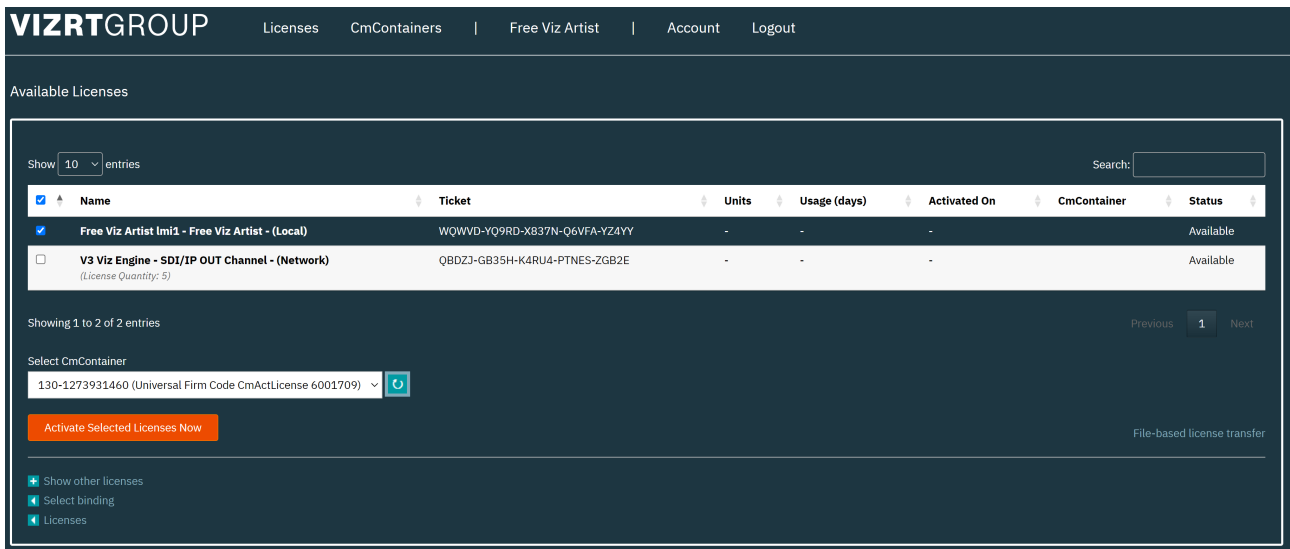 VIZRTGROUP Licenses CmContainers | Free Viz Artist | Account Logout
Available Licenses
Show 10 entries Search:
Name Ticket Units Usage (days) Activated On CmContainer Status
Free Viz Artist lmi1 - Free Viz Artist - (Local) WQWVD-YQ9RD-X837N-Q6VFA-YZ4YY - - - Available
V3 Viz Engine - SDI/IP OUT Channel - (Network) QBDZJ-GB35H-K4RU4-PTNES-ZGB2E - - - Available
(License Quantity: 5)
Showing 1 to 2 of 2 entries Previous 1 Next
Select CmContainer
130-1273931460 (Universal Firm Code CmActLicense 6001709)
Activate Selected Licenses Now
File-based license transfer
Show other licenses
Select binding
Licenses